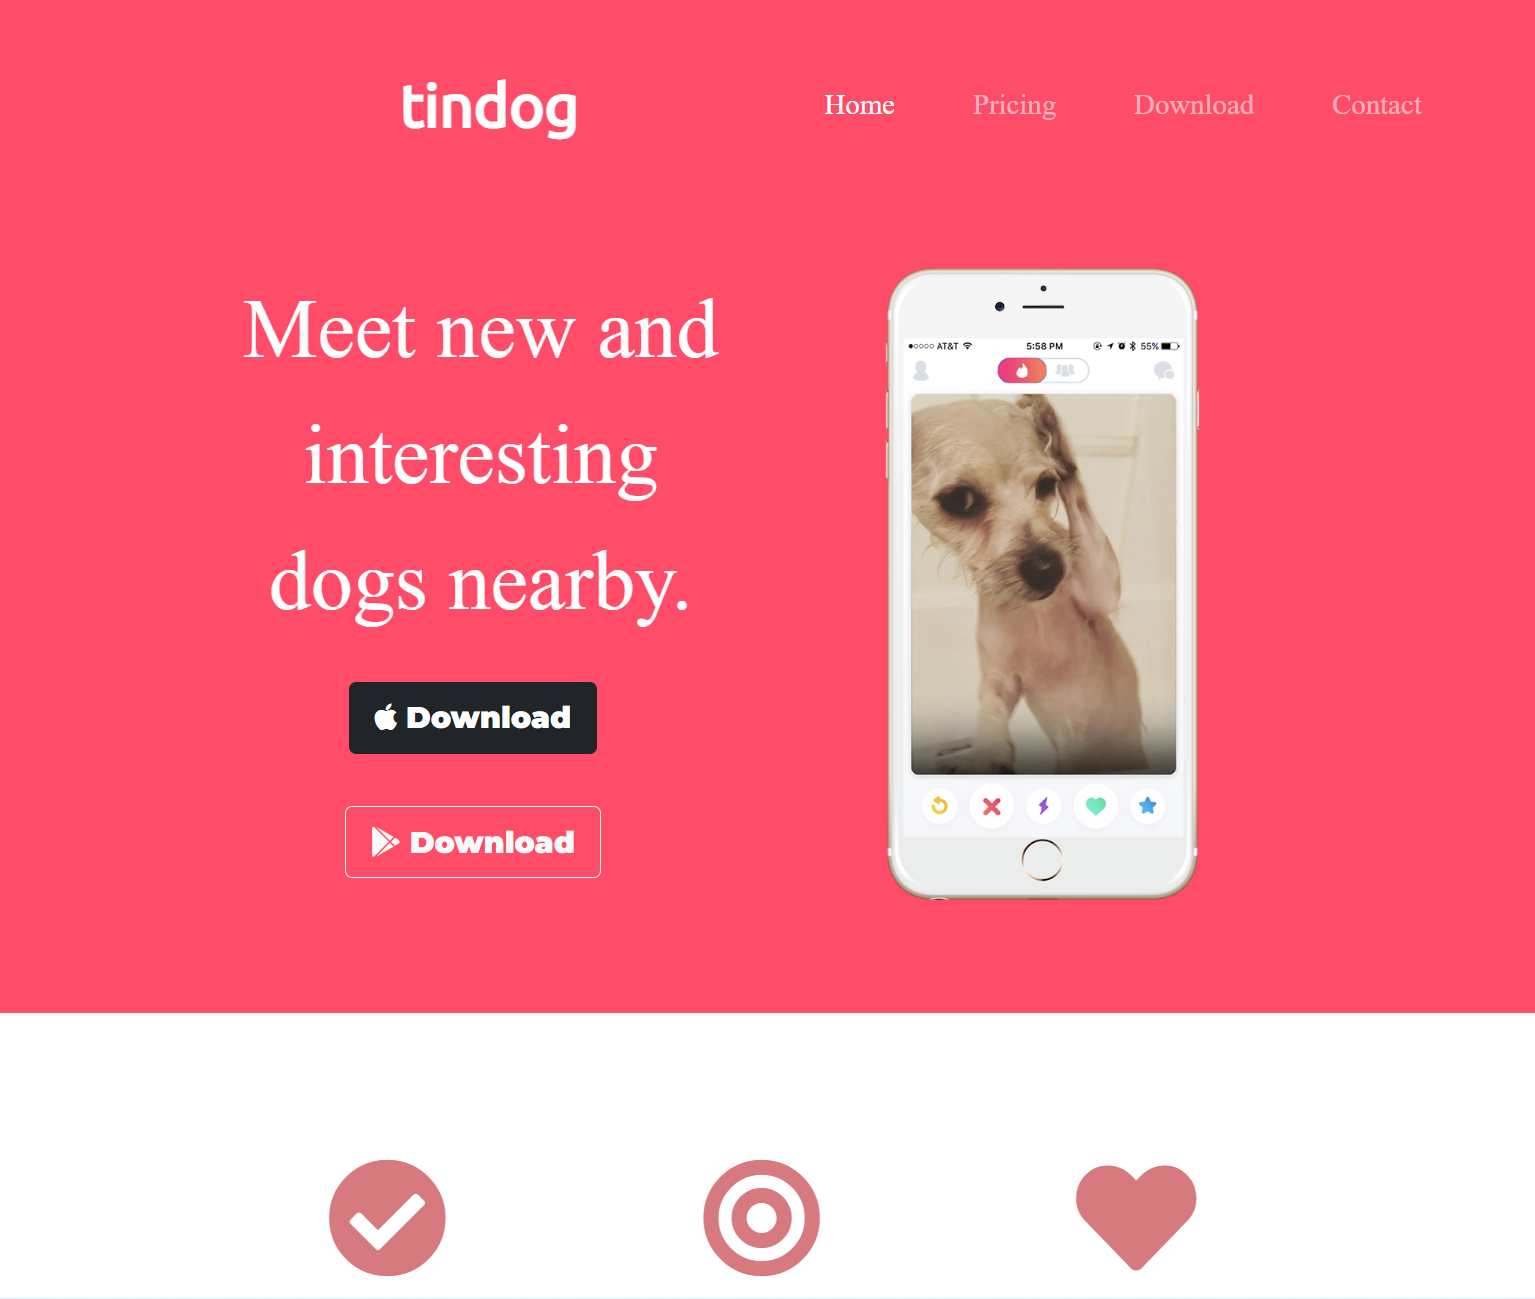 tindog
Home Pricing Download Contact
Meet new and
interesting
dogs nearby.
Download
Download
AT&T 5:58 PM 55%